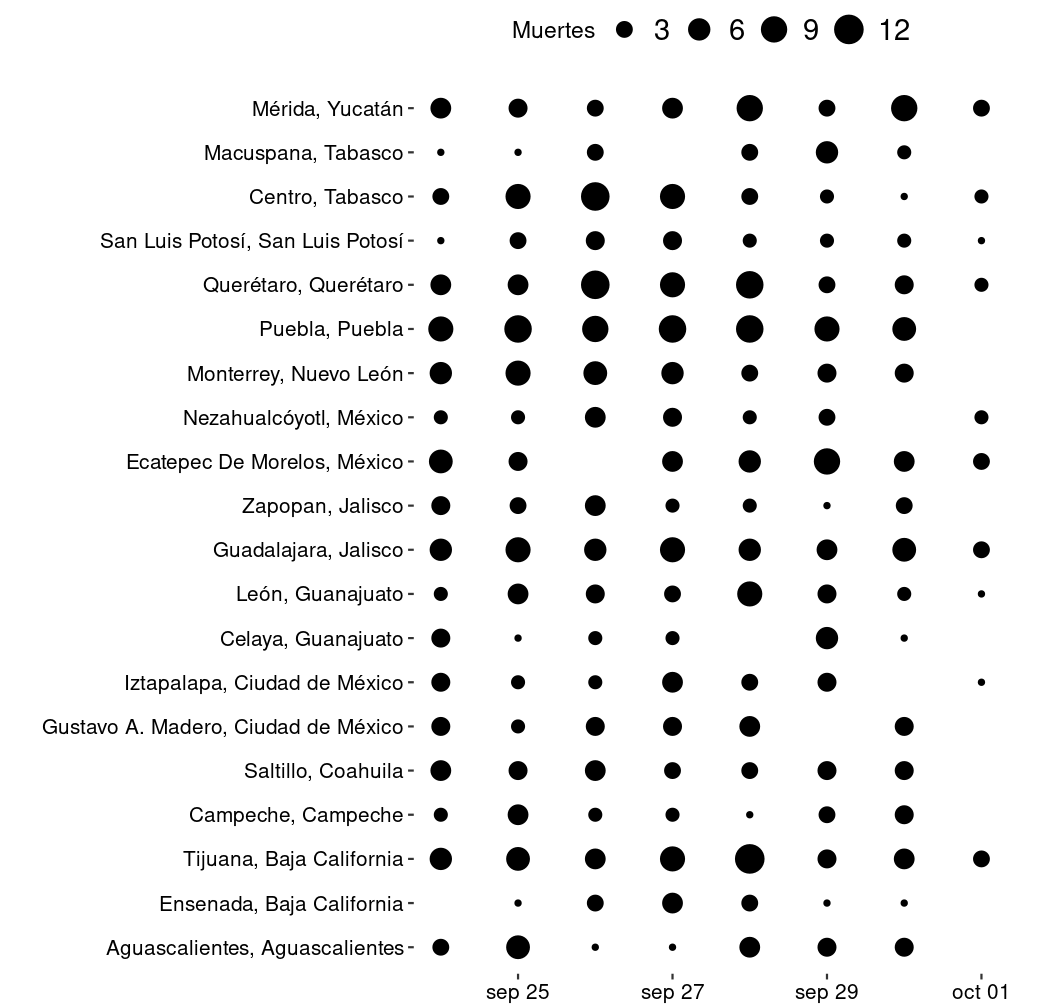 Muertes 3 6 9 12
Mérida, Yucatán
Macuspana, Tabasco
Centro, Tabasco
San Luis Potosí, San Luis Potosí
Querétaro, Querétaro
Puebla, Puebla
Monterrey, Nuevo León
Nezahualcóyotl, México
Ecatepec De Morelos, México
Zapopan, Jalisco
Guadalajara, Jalisco
León, Guanajuato
Celaya, Guanajuato
Iztapalapa, Ciudad de México
Gustavo A. Madero, Ciudad de México
Saltillo, Coahuila
Campeche, Campeche
Tijuana, Baja California
Ensenada, Baja California
Aguascalientes, Aguascalientes
sep 25 sep 27 sep 29 oct 01